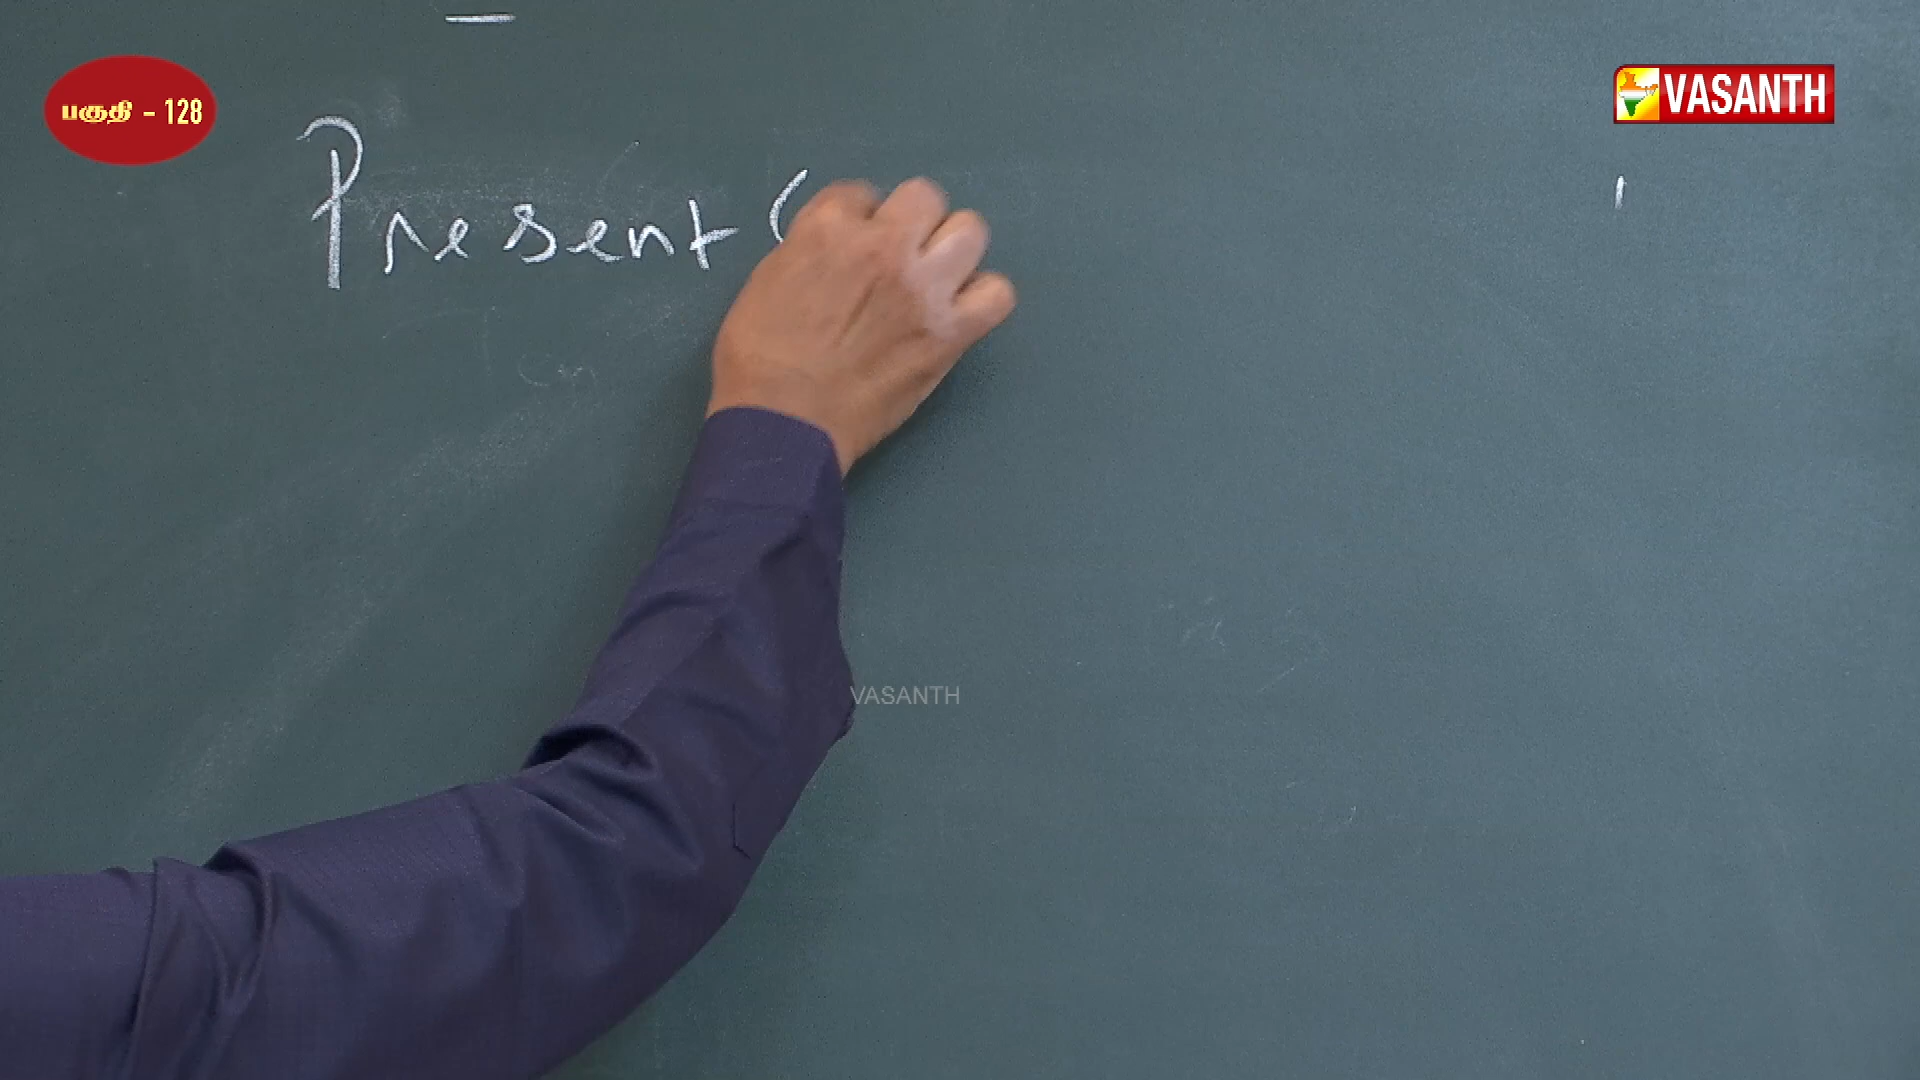 பகுதி - 128
VASANTH
Present
VASANTH